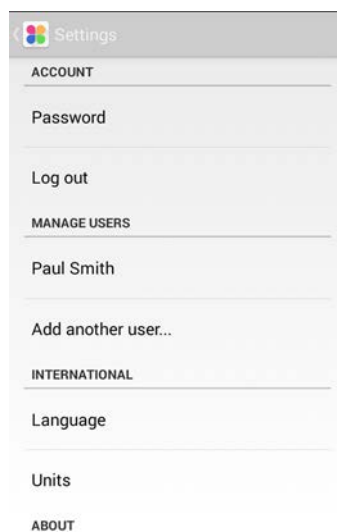 Settings
ACCOUNT
Password
Log out
MANAGE USERS
Paul Smith
Add another user...
INTERNATIONAL
Language
Units
ABOUT